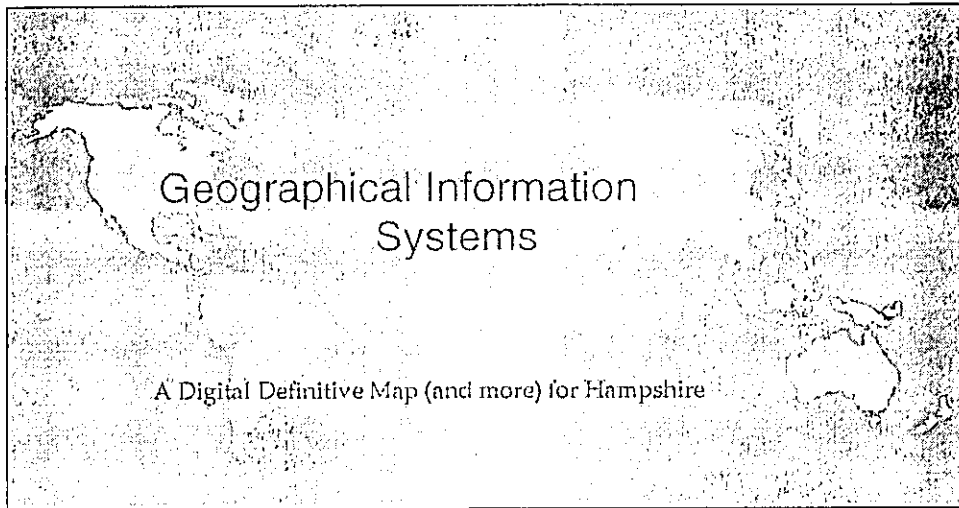 Geographical Information
Systems
A Digital Definitive Map (and more) for Hampshire